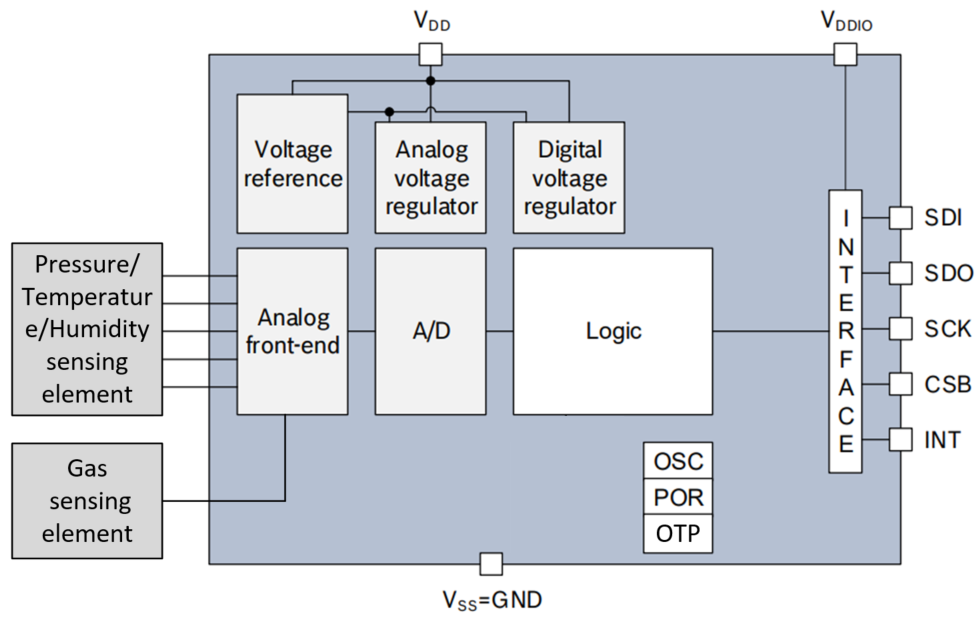 VDD
VDDIO
Voltage
reference
Analog
voltage
regulator
Digital
voltage
regulator
Pressure/
Temperatur
e/Humidity
sensing
element
Analog
front-end
A/D
Logic
I
N
T
E
R
F
A
C
E
SDI
SDO
SCK
CSB
INT
Gas
sensing
element
OSC
POR
OTP
VSS=GND